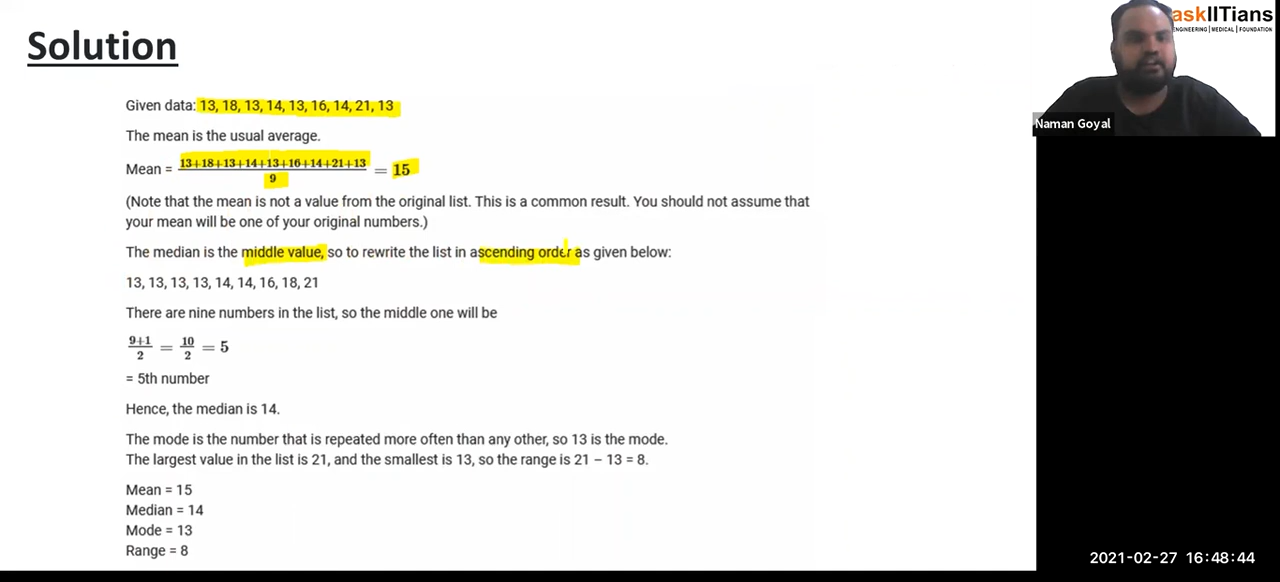 Solution
askIITians
ENGINEERING | MEDICAL | FOUNDATION
Naman Goyal
Given data: 13, 18, 13, 14, 13, 16, 14, 21, 13
The mean is the usual average.
Mean = 13+18+13+14+13+16+14+21+13 / 9 = 15
(Note that the mean is not a value from the original list. This is a common result. You should not assume that
your mean will be one of your original numbers.)
The median is the middle value, so to rewrite the list in ascending order as given below:
13, 13, 13, 13, 14, 14, 16, 18, 21
There are nine numbers in the list, so the middle one will be
9+1 / 2 = 10 / 2 = 5
= 5th number
Hence, the median is 14.
The mode is the number that is repeated more often than any other, so 13 is the mode.
The largest value in the list is 21, and the smallest is 13, so the range is 21 – 13 = 8.
Mean = 15
Median = 14
Mode = 13
Range = 8
2021-02-27 16:48:44